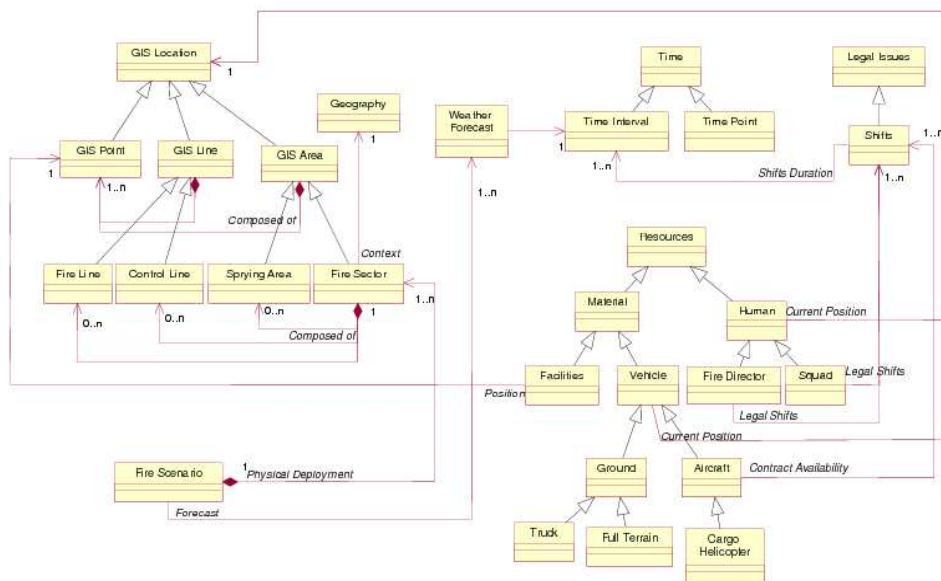 GIS Location
1
Time
Legal Issues
Geography
1
Weather
Forecast
1
Time Interval
1..n
Time Point
Shifts
1..n
1..n
GIS Point
1
1..n
GIS Line
GIS Area
Shifts Duration
1..n
Composed of
Context
Resources
Fire Line
0..n
Control Line
0..n
Sprying Area
0..n
Fire Sector
1
1..n
Composed of
Material
Human
Current Position
Facilities
Position
Vehicle
Fire Director
Squad
Legal Shifts
Legal Shifts
Current Position
Fire Scenario
1
Physical Deployment
Forecast
Ground
Aircraft
Contract Availability
Truck
Full Terrain
Cargo
Helicopter